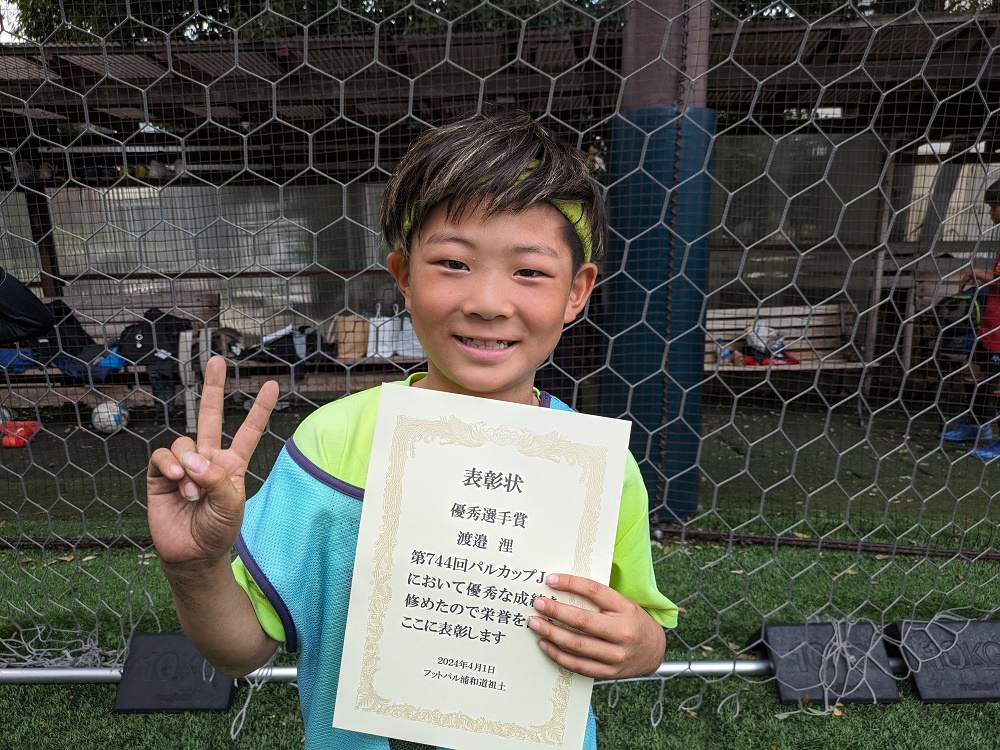 表彰状
優秀選手賞
渡邉 浬
第744回パルカップJ
において優秀な成績
修めたので栄誉を
ここに表彰します
2024年4月1日
フットパル浦和道祖土
10KG
10KG